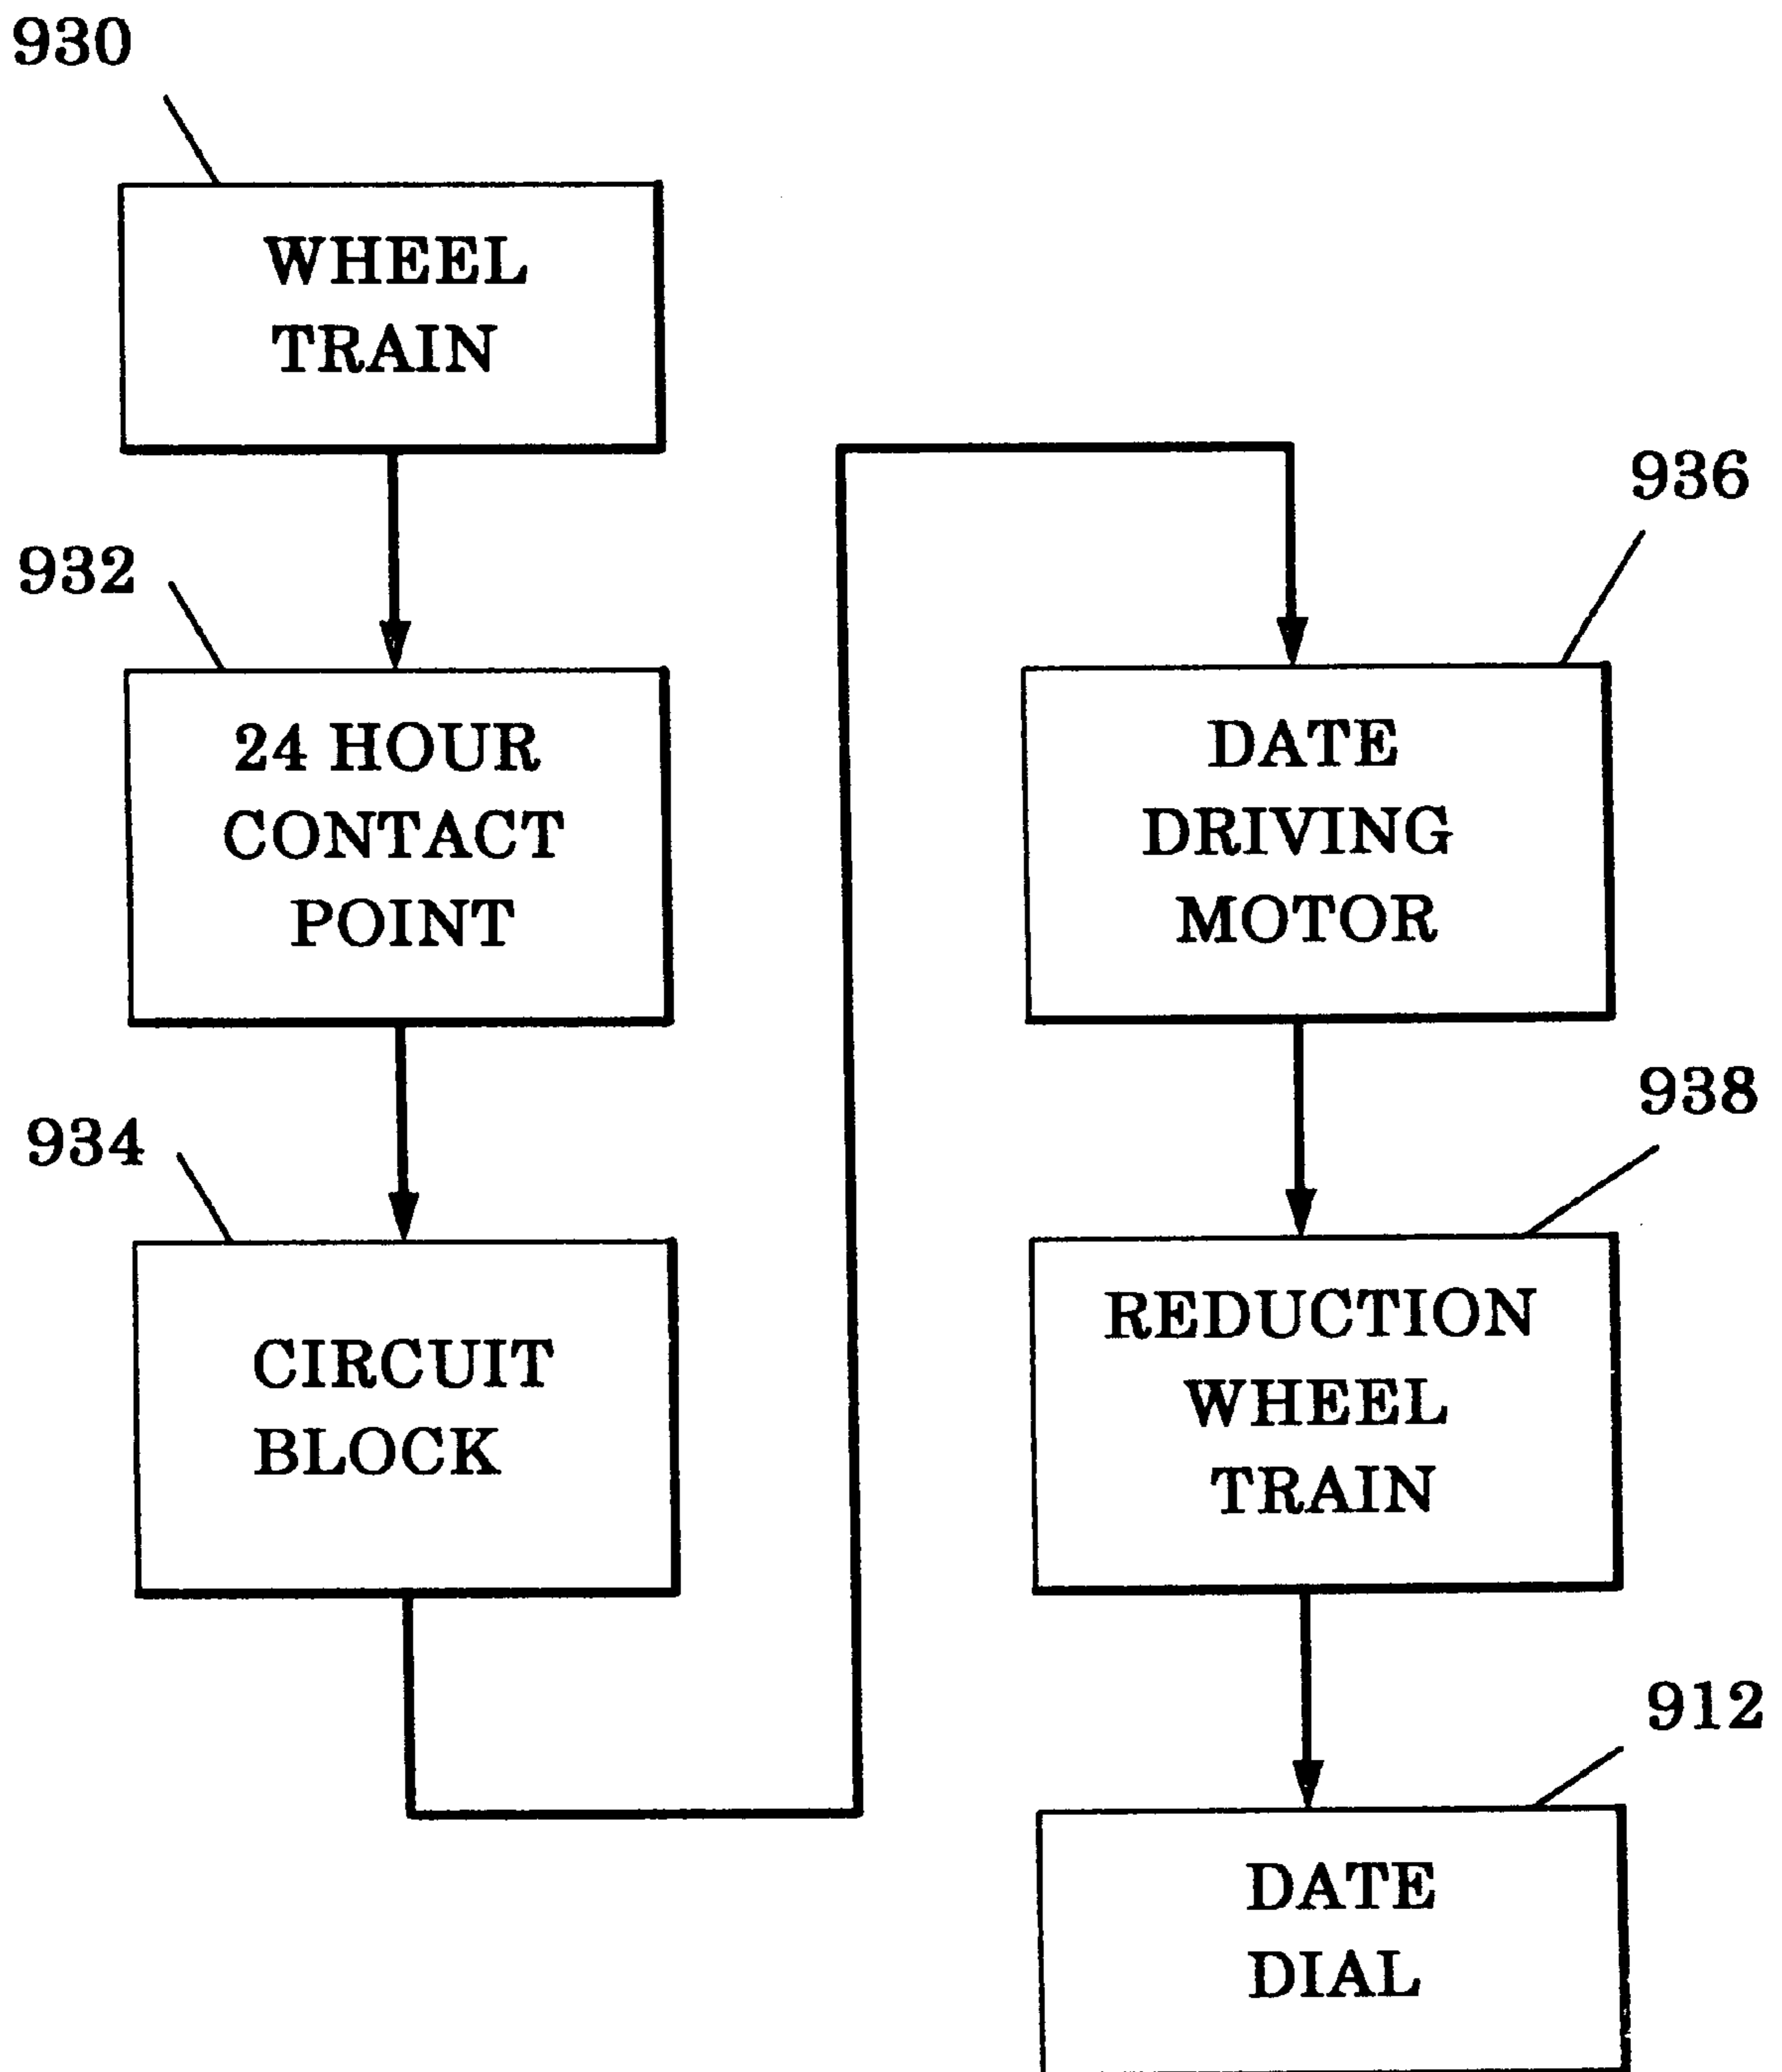 930
WHEEL
TRAIN
932
24 HOUR
CONTACT
POINT
934
CIRCUIT
BLOCK
936
DATE
DRIVING
MOTOR
938
REDUCTION
WHEEL
TRAIN
912
DATE
DIAL